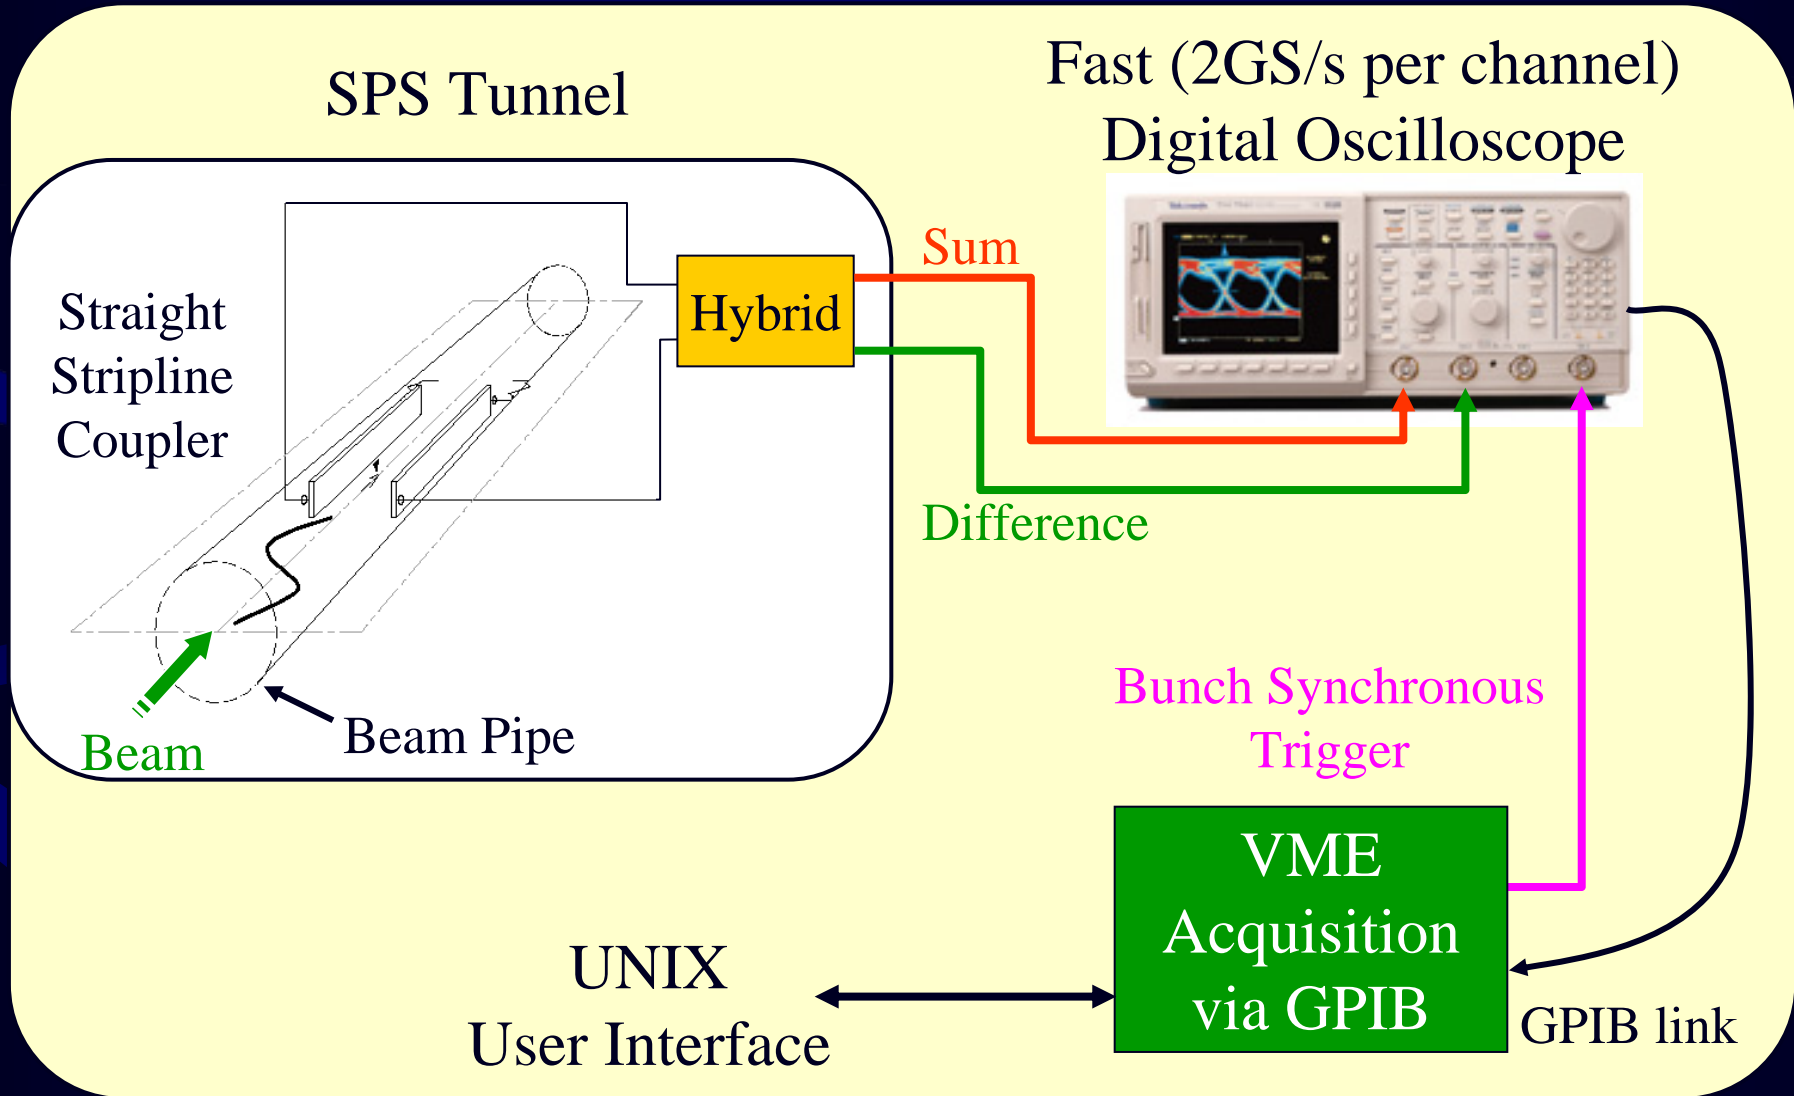 SPS Tunnel
Fast (2GS/s per channel)
Digital Oscilloscope
Straight
Stripline
Coupler
Hybrid
Sum
Difference
Tektronix
Beam
Beam Pipe
Bunch Synchronous
Trigger
VME
Acquisition
via GPIB
GPIB link
UNIX
User Interface